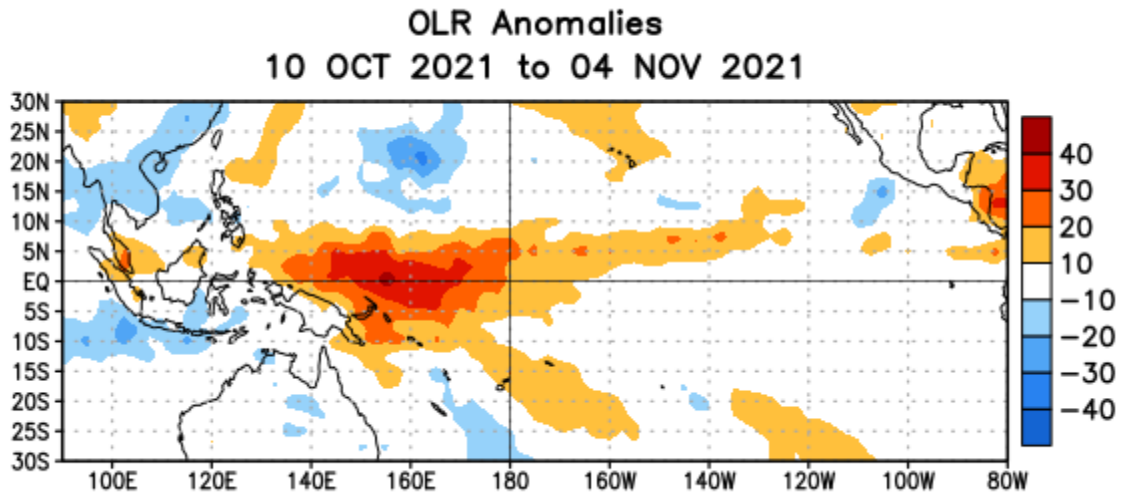 OLR Anomalies
10 OCT 2021 to 04 NOV 2021
30N
25N
20N
15N
10N
5N
EQ
5S
10S
15S
20S
25S
30S
100E 120E 140E 160E 180 160W 140W 120W 100W 80W
40
30
20
10
−10
−20
−30
−40